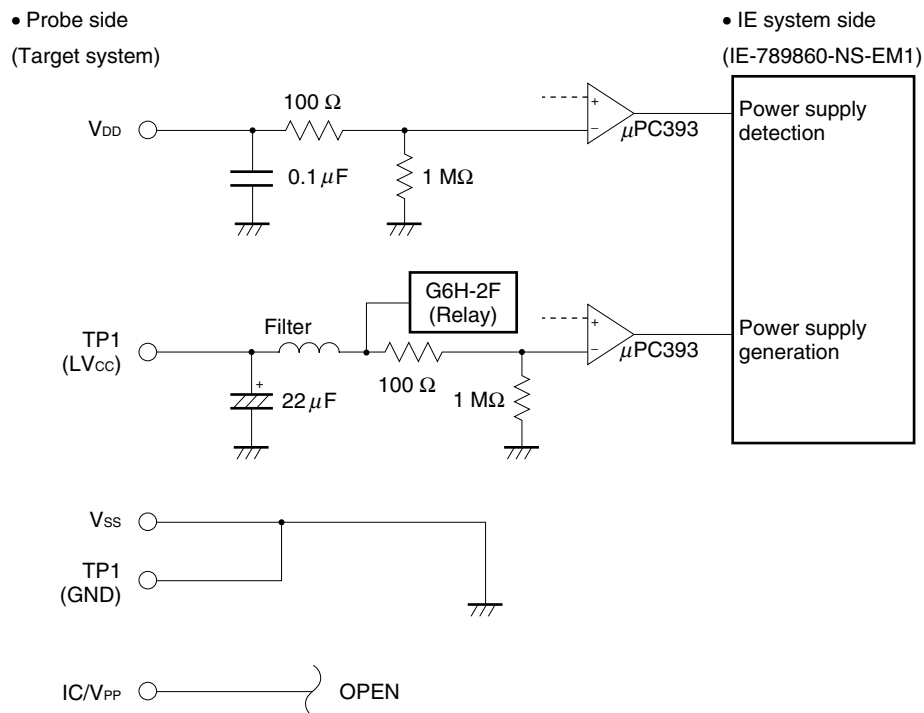 • Probe side
(Target system)
• IE system side
(IE-789860-NS-EM1)
VDD
100 Ω
0.1 µF
1 MΩ
+
−
µPC393
Power supply
detection
TP1
(LVCC)
Filter
+
22 µF
G6H-2F
(Relay)
100 Ω
1 MΩ
+
−
µPC393
Power supply
generation
VSS
TP1
(GND)
IC/VPP
OPEN